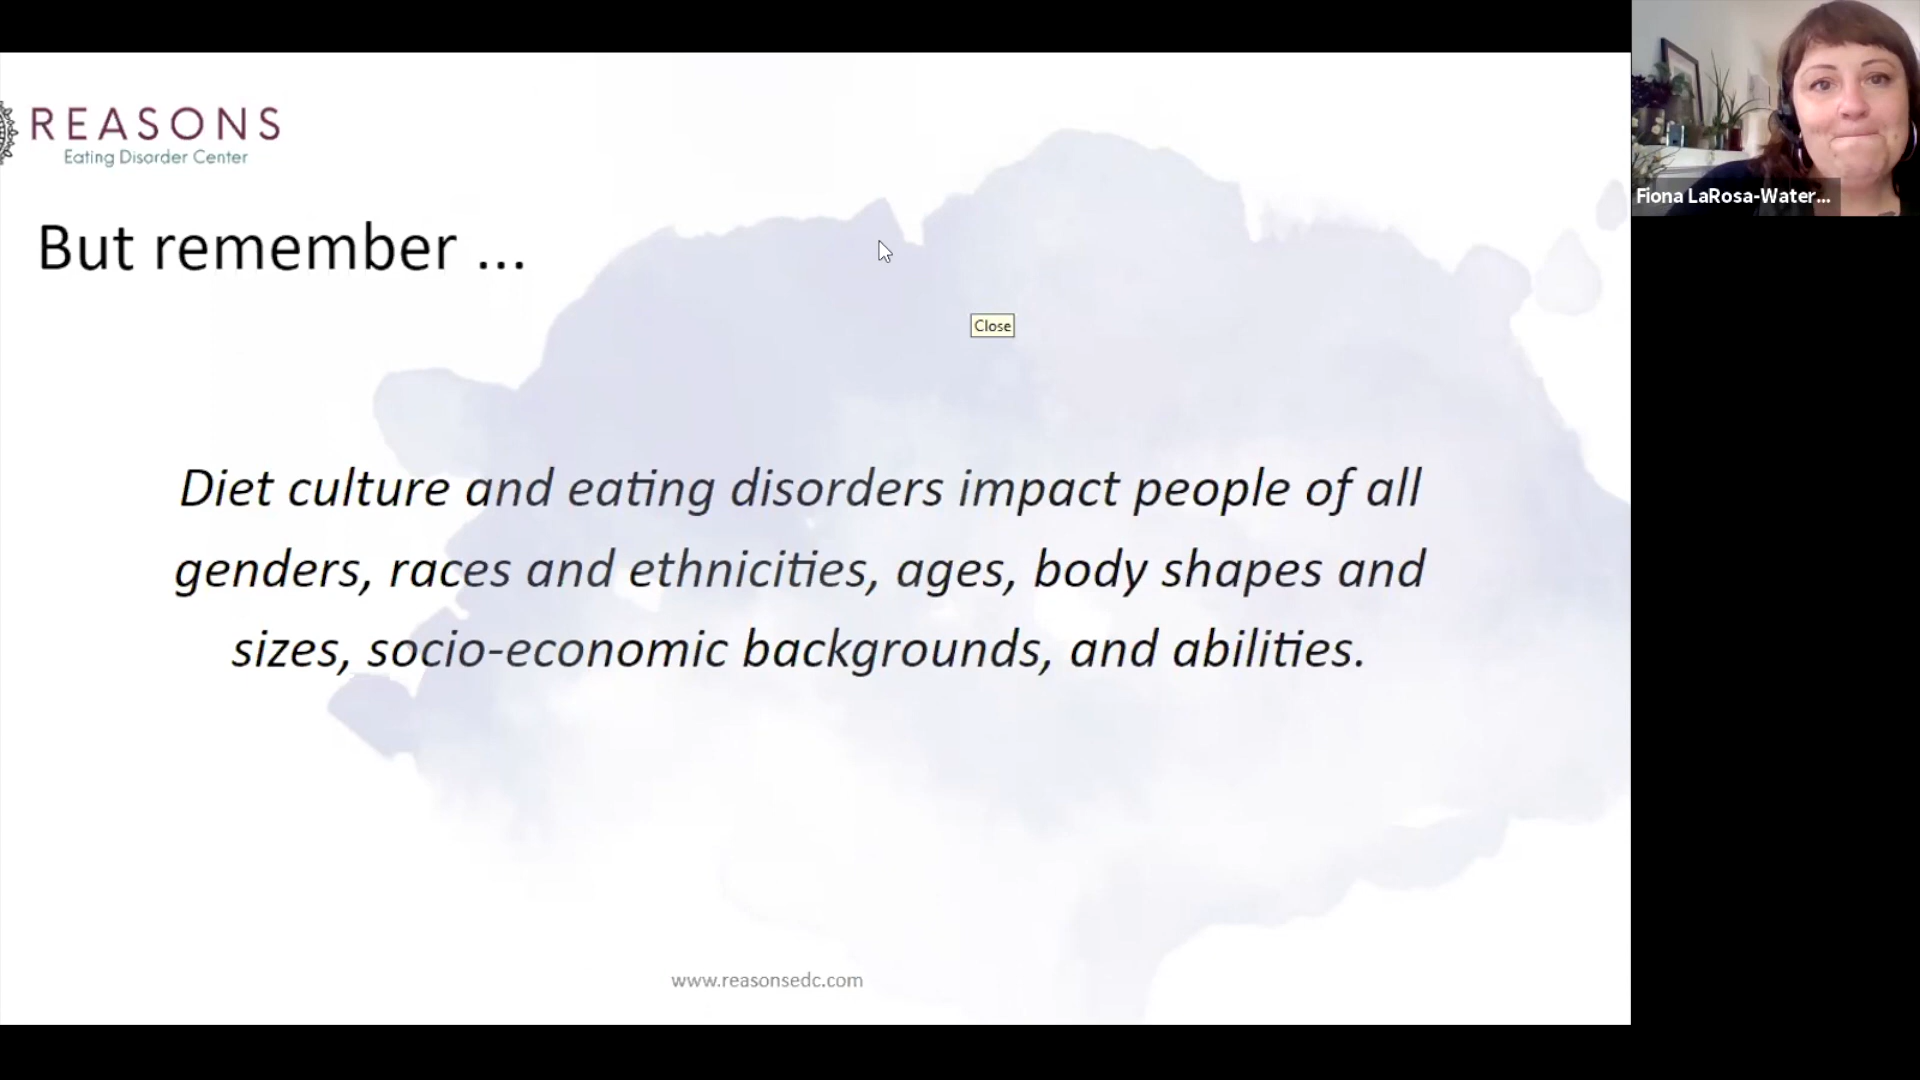 REASONS
Eating Disorder Center
Fiona LaRosa-Water...
But remember ...
Close
Diet culture and eating disorders impact people of all
genders, races and ethnicities, ages, body shapes and
sizes, socio-economic backgrounds, and abilities.
www.reasonsedc.com